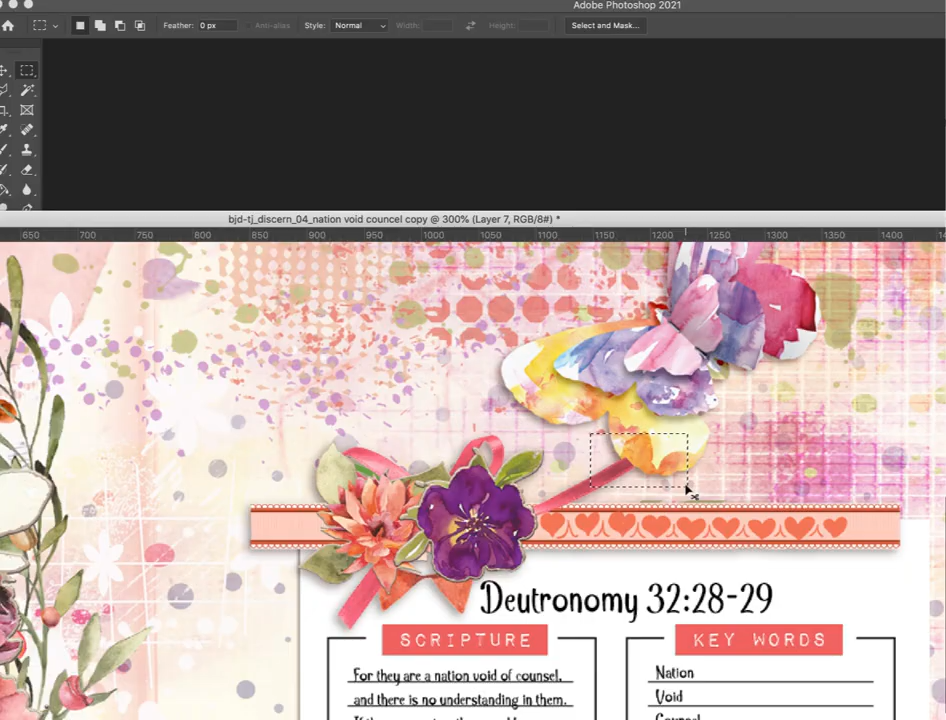 Adobe Photoshop 2021
Feather: 0 px Anti-alias Style: Normal Width: Height: Select and Mask...
bjd-tj_discern_04_nation void councel copy @ 300% (Layer 7, RGB/8#) *
650 700 750 800 850 900 950 1000 1050 1100 1150 1200 1250 1300 1350 1400
Deutronomy 32:28-29
SCRIPTURE
For they are a nation void of counsel,
and there is no understanding in them.
KEY WORDS
Nation
Void
Counsel